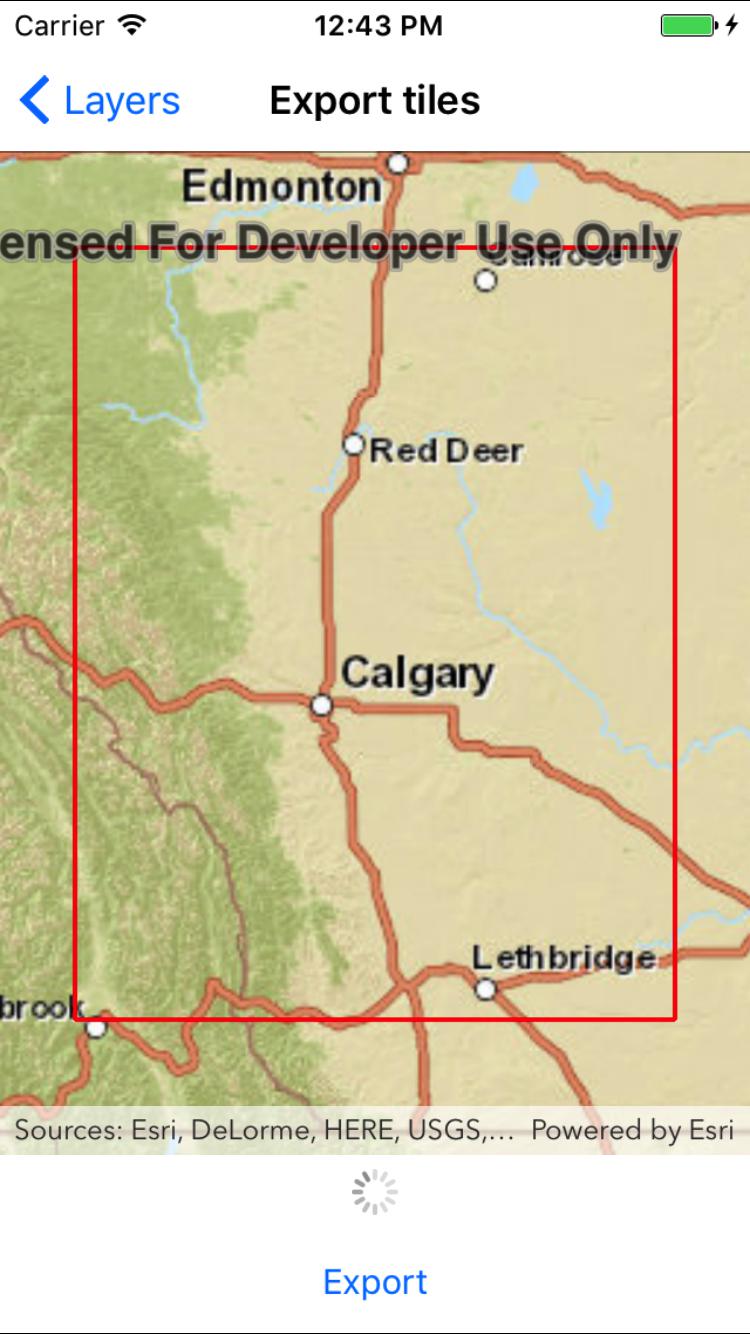 Carrier 12:43 PM
Layers Export tiles
Edmonton
ensed For Developer Use Only
Camrose
Red Deer
Calgary
Lethbridge
brook
Sources: Esri, DeLorme, HERE, USGS,... Powered by Esri
Export